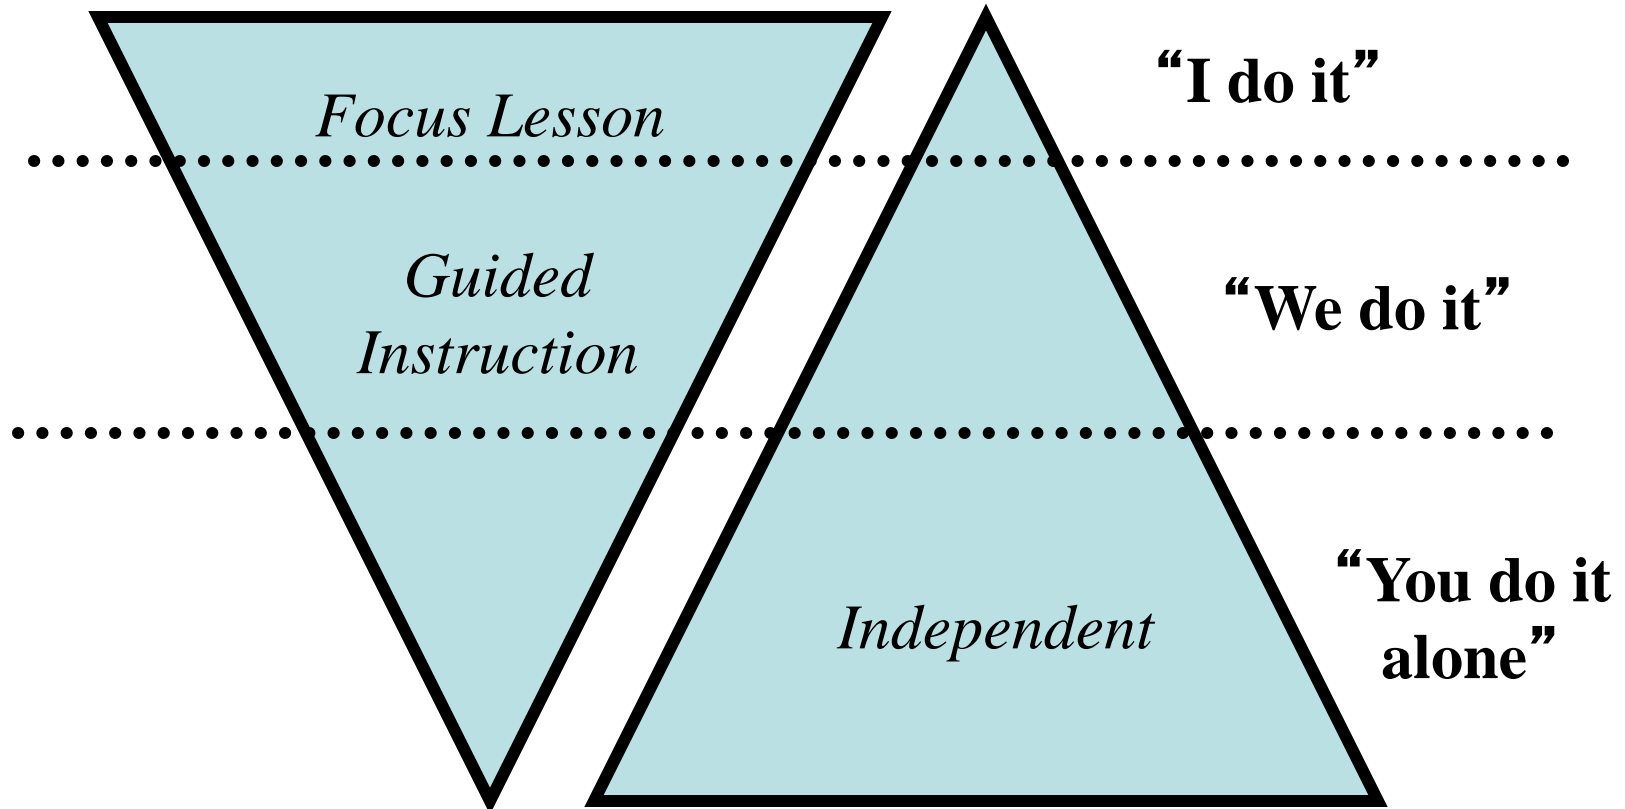 “I do it”
Focus Lesson
Guided
Instruction
“We do it”
Independent
“You do it
alone”